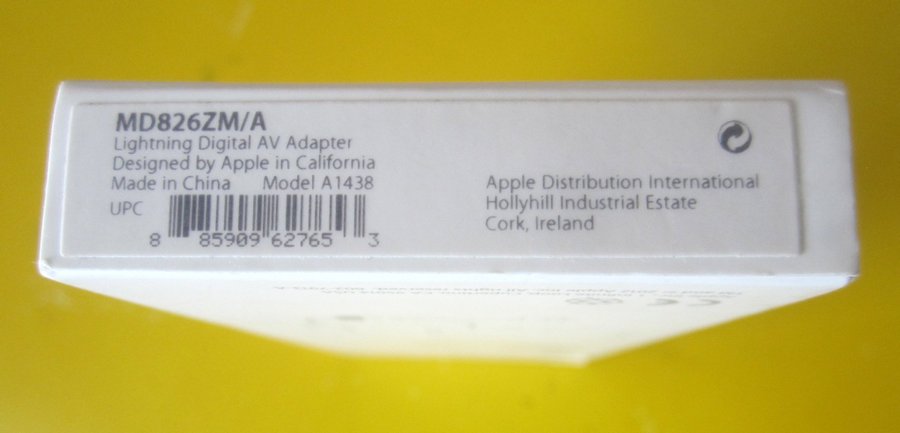 MD826ZM/A
Lightning Digital AV Adapter
Designed by Apple in California
Made in China Model A1438
UPC
8 85909 62765 3
Apple Distribution International
Hollyhill Industrial Estate
Cork, Ireland